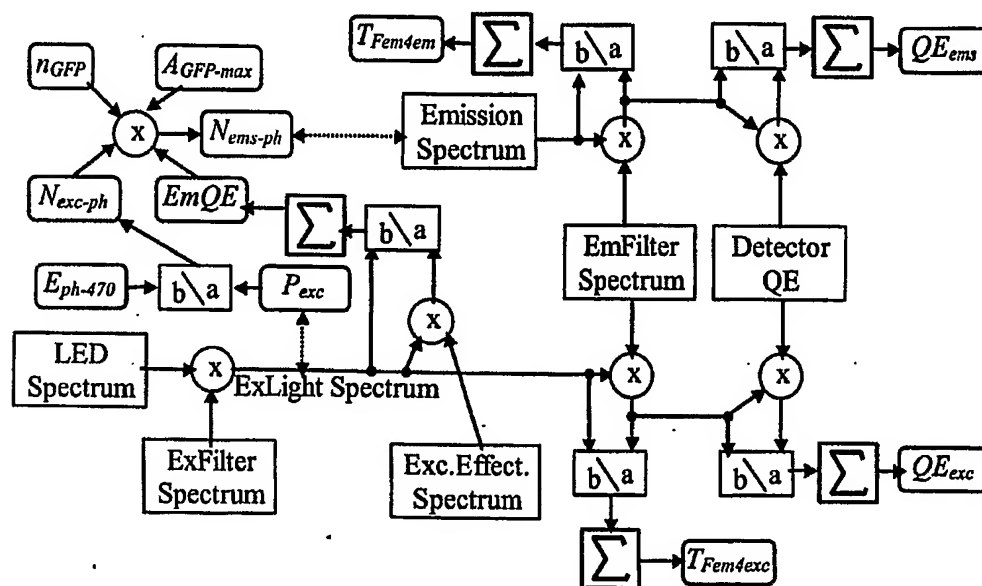 T_Fem4em
Σ
b\a
b\a
Σ
QE_ems
n_GFP
A_GFP-max
x
N_ems-ph
Emission
Spectrum
x
x
N_exc-ph
EmQE
Σ
b\a
EmFilter
Spectrum
Detector
QE
E_ph-470
b\a
P_exc
x
LED
Spectrum
x
ExLight Spectrum
x
x
ExFilter
Spectrum
Exc.Effect.
Spectrum
b\a
b\a
Σ
QE_exc
Σ
T_Fem4exc